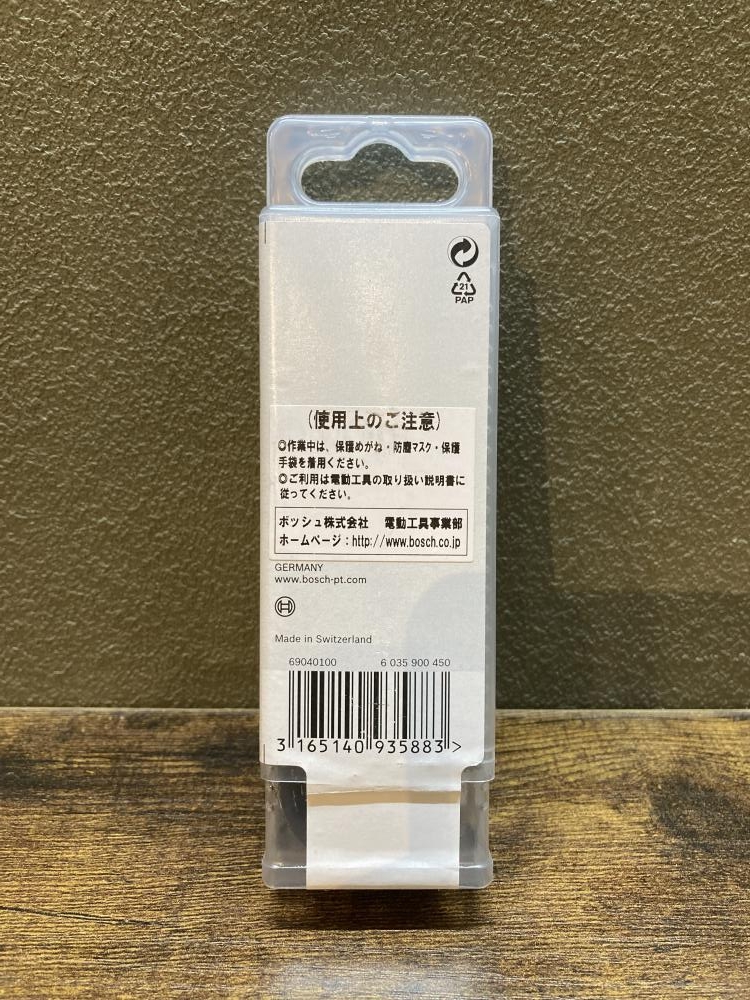 21
PAP
(使用上のご注意)
◎作業中は、保護めがね・防塵マスク・保護
手袋を着用ください。
◎ご利用は電動工具の取り扱い説明書に
従ってください。
ボッシュ株式会社 電動工具事業部
ホームページ：http://www.bosch.co.jp
GERMANY
www.bosch-pt.com
Made in Switzerland
69040100 6 035 900 450
3 165140 935883 >